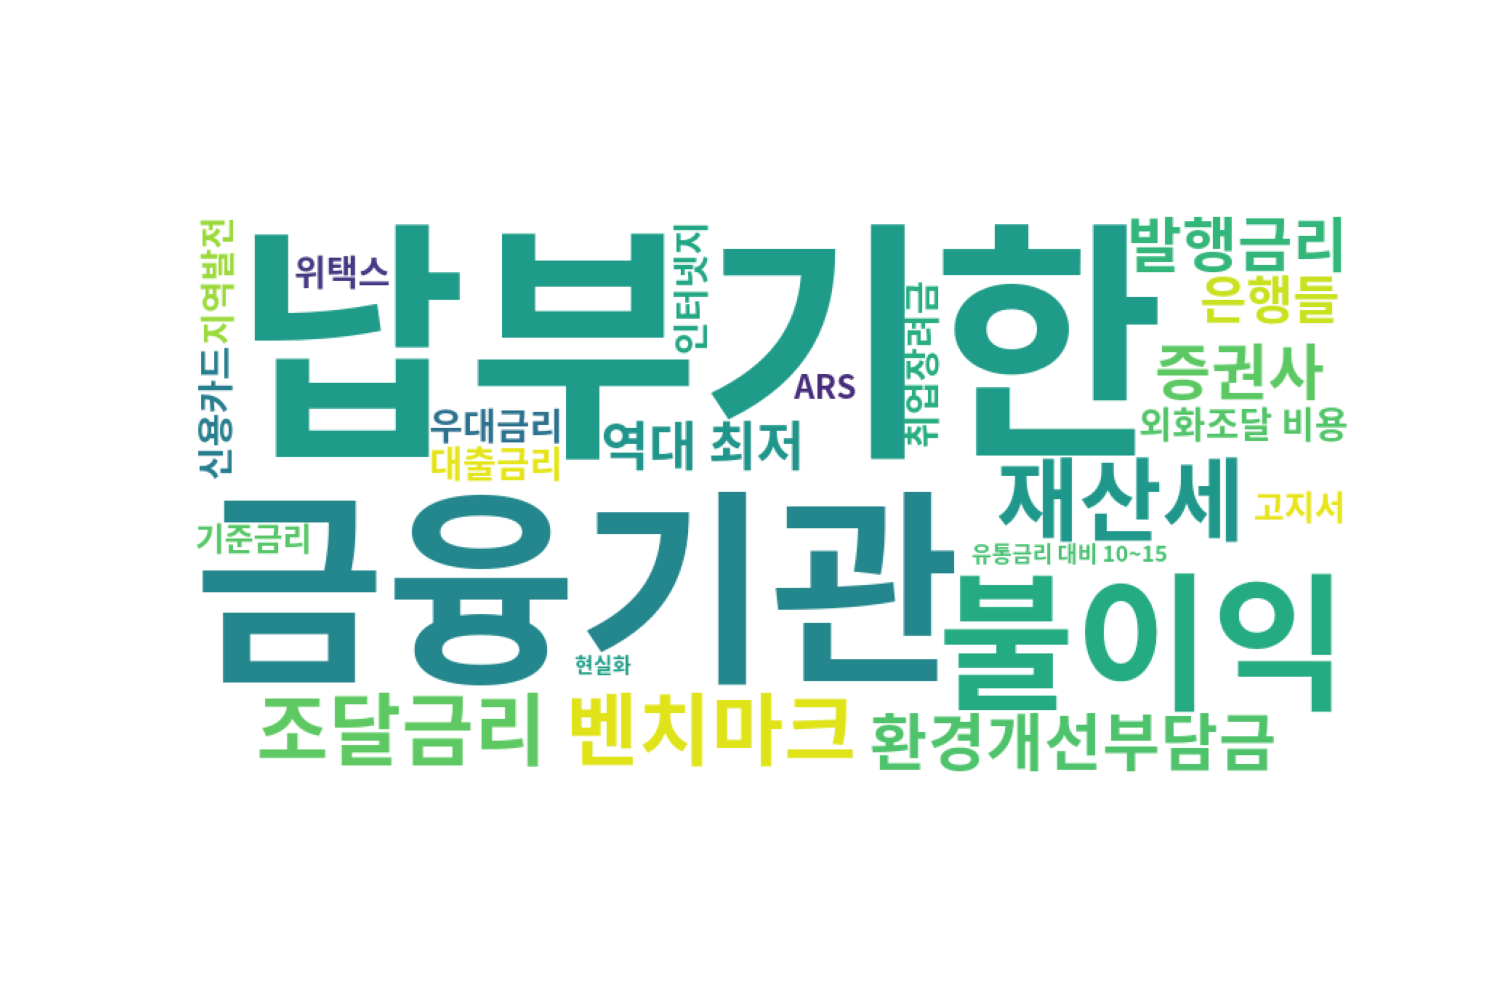 납부기한
위택스
인터넷지
지역발전
신용카드
ARS
취업장려금
발행금리
은행들
증권사
외화조달 비용
우대금리
대출금리
역대 최저
재산세
고지서
금융기관
기준금리
유통금리 대비 10~15
불이익
현실화
조달금리
벤치마크
환경개선부담금